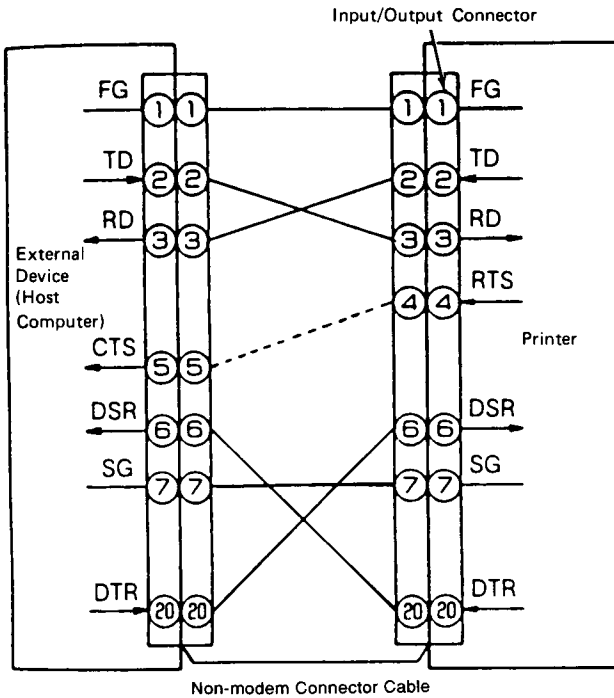 Input/Output Connector
FG 1 1 1 1 FG
TD 2 2 2 2 TD
RD 3 3 3 3 RD
External
Device
(Host
Computer)
4 4 RTS
Printer
CTS 5 5
DSR 6 6 6 6 DSR
SG 7 7 7 7 SG
DTR 20 20 20 20 DTR
Non-modem Connector Cable